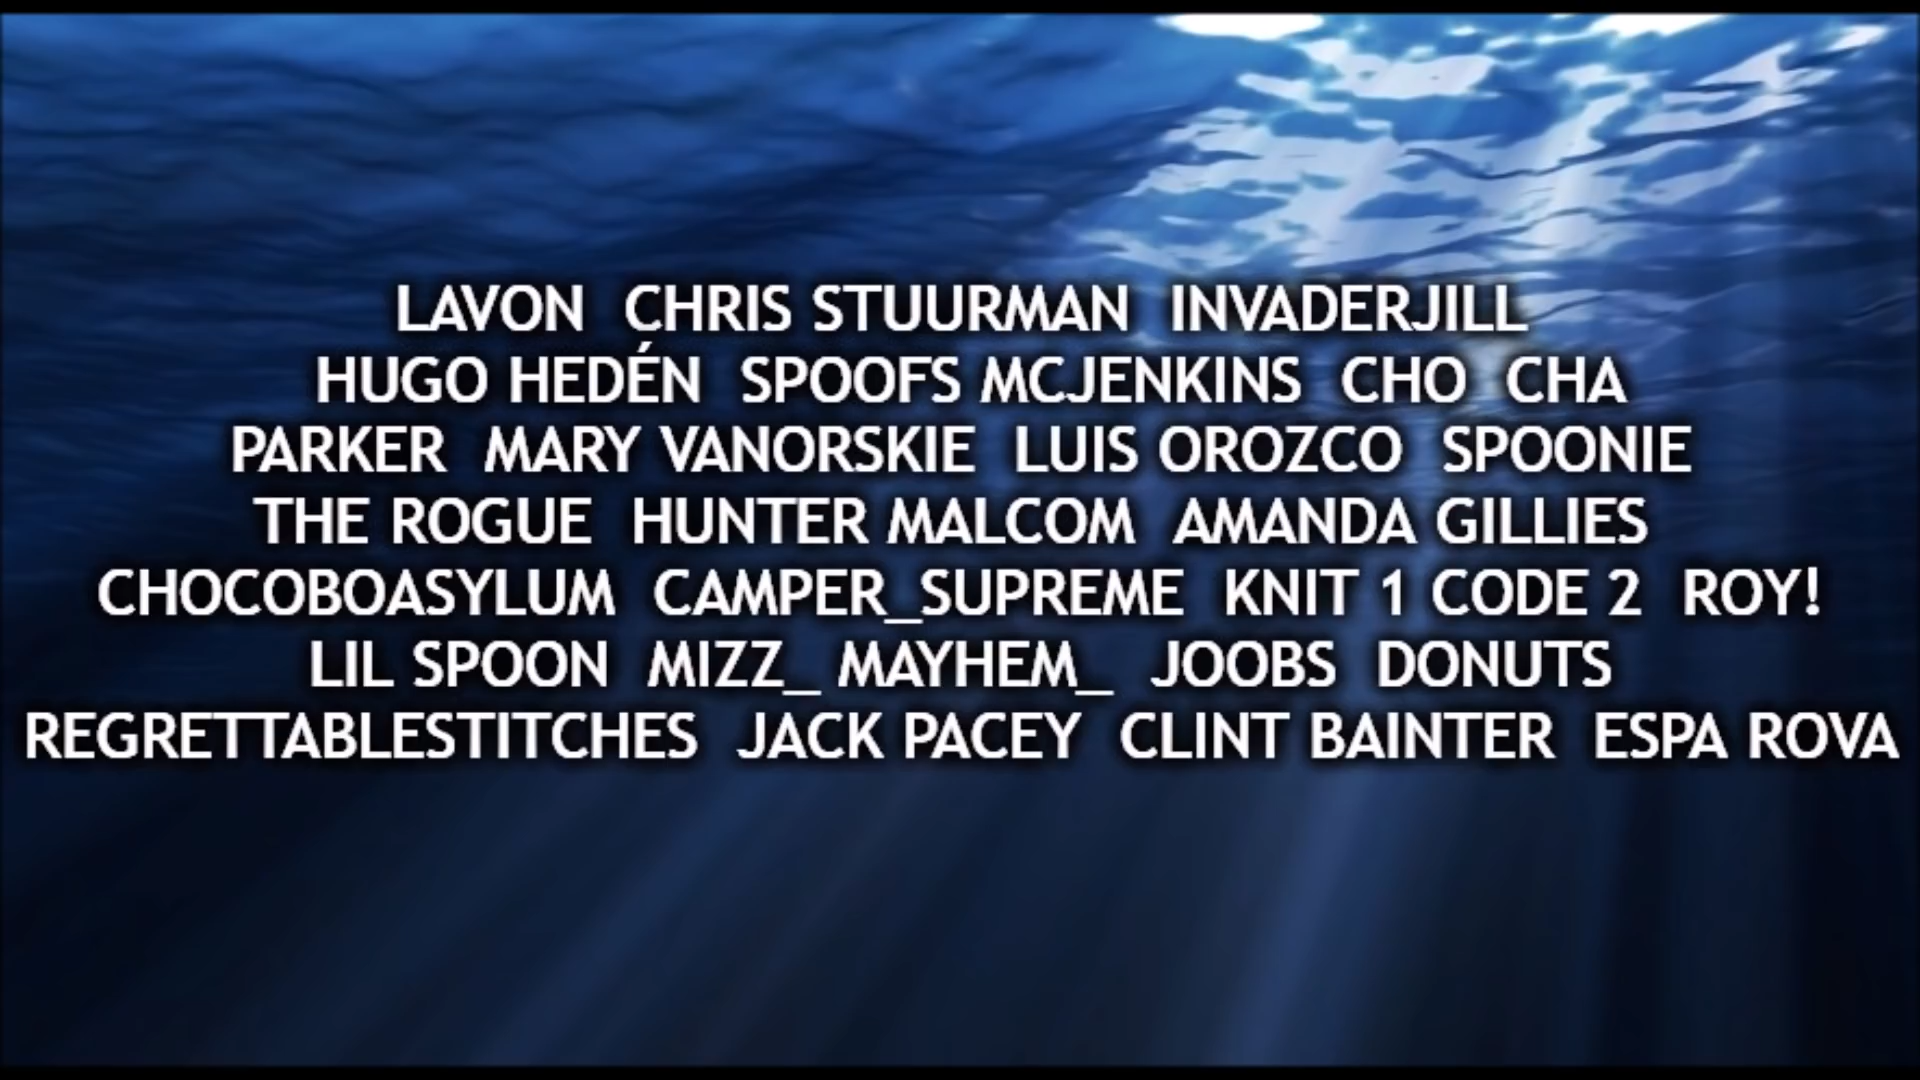 LAVON CHRIS STUURMAN INVADERJILL
HUGO HEDÉN SPOOFS MCJENKINS CHO CHA
PARKER MARY VANORSKIE LUIS OROZCO SPOONIE
THE ROGUE HUNTER MALCOM AMANDA GILLIES
CHOCOBOASYLUM CAMPER_SUPREME KNIT 1 CODE 2 ROY!
LIL SPOON MIZZ_ MAYHEM_ JOOBS DONUTS
REGRETTABLESTITCHES JACK PACEY CLINT BAINTER ESPA ROVA